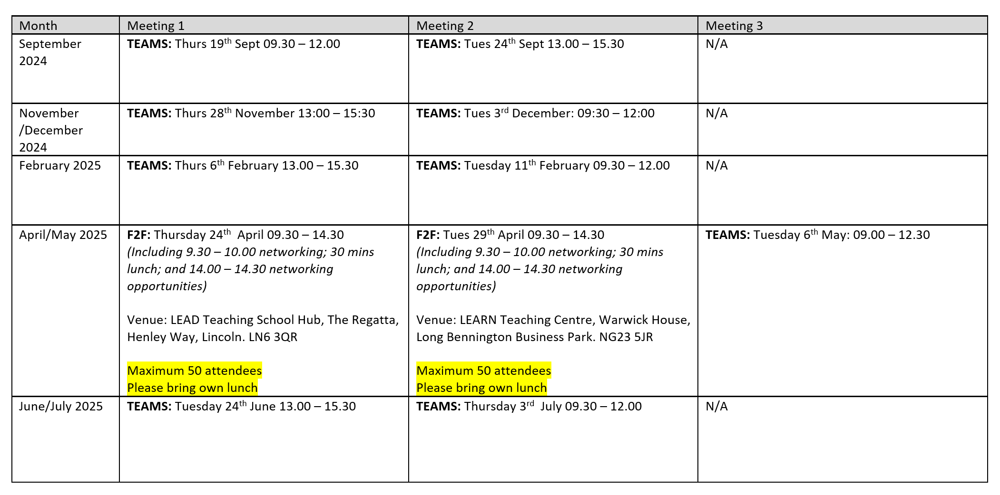 Month
Meeting 1
Meeting 2
Meeting 3
September
2024
TEAMS: Thurs 19th Sept 09.30 – 12.00
TEAMS: Tues 24th Sept 13.00 – 15.30
N/A
November
/December
2024
TEAMS: Thurs 28th November 13:00 – 15:30
TEAMS: Tues 3rd December: 09:30 – 12:00
N/A
February 2025
TEAMS: Thurs 6th February 13.00 – 15.30
TEAMS: Tuesday 11th February 09.30 – 12.00
N/A
April/May 2025
F2F: Thursday 24th  April 09.30 – 14.30
(Including 9.30 – 10.00 networking; 30 mins
lunch; and 14.00 – 14.30 networking
opportunities)
Venue: LEAD Teaching School Hub, The Regatta,
Henley Way, Lincoln. LN6 3QR
Maximum 50 attendees
Please bring own lunch
F2F: Tues 29th April 09.30 – 14.30
(Including 9.30 – 10.00 networking; 30 mins
lunch; and 14.00 – 14.30 networking
opportunities)
Venue: LEARN Teaching Centre, Warwick House,
Long Bennington Business Park. NG23 5JR
Maximum 50 attendees
Please bring own lunch
TEAMS: Tuesday 6th May: 09.00 – 12.30
June/July 2025
TEAMS: Tuesday 24th June 13.00 – 15.30
TEAMS: Thursday 3rd  July 09.30 – 12.00
N/A